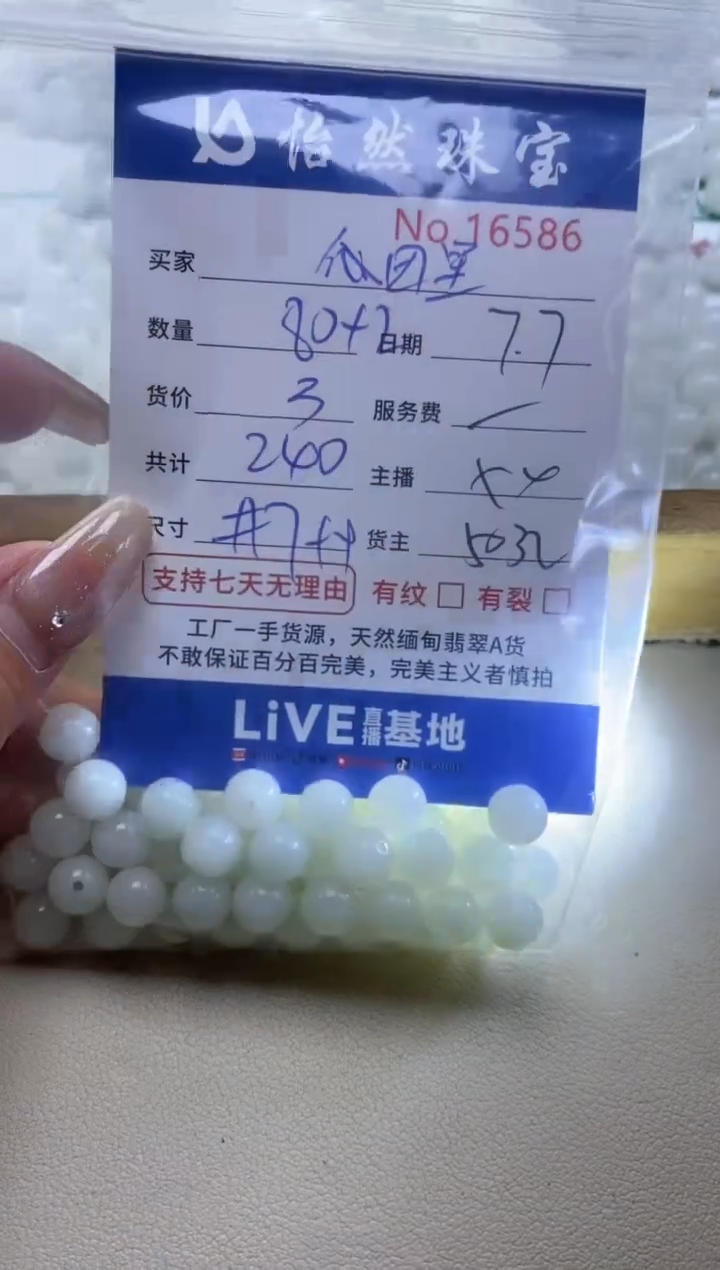 怡然珠宝
No 16586
买家
数量 80+2 日期 7.7
货价 3 服务费
共计 240 主播 XY
尺寸 #7 货主 503
支持七天无理由 有纹 □ 有裂 □
工厂一手货源，天然缅甸翡翠A货
不敢保证百分百完美，完美主义者慎拍
LiVE 直播 基地